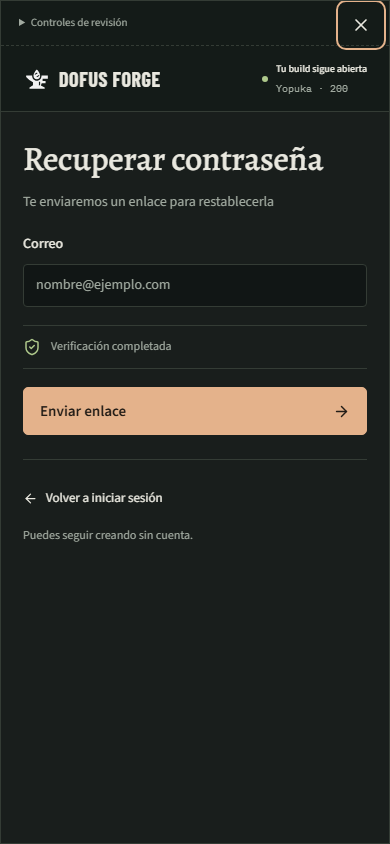 Controles de revisión
DOFUS FORGE
Tu build sigue abierta
Yopuka · 200
Recuperar contraseña
Te enviaremos un enlace para restablecerla
Correo
nombre@ejemplo.com
Verificación completada
Enviar enlace
Volver a iniciar sesión
Puedes seguir creando sin cuenta.